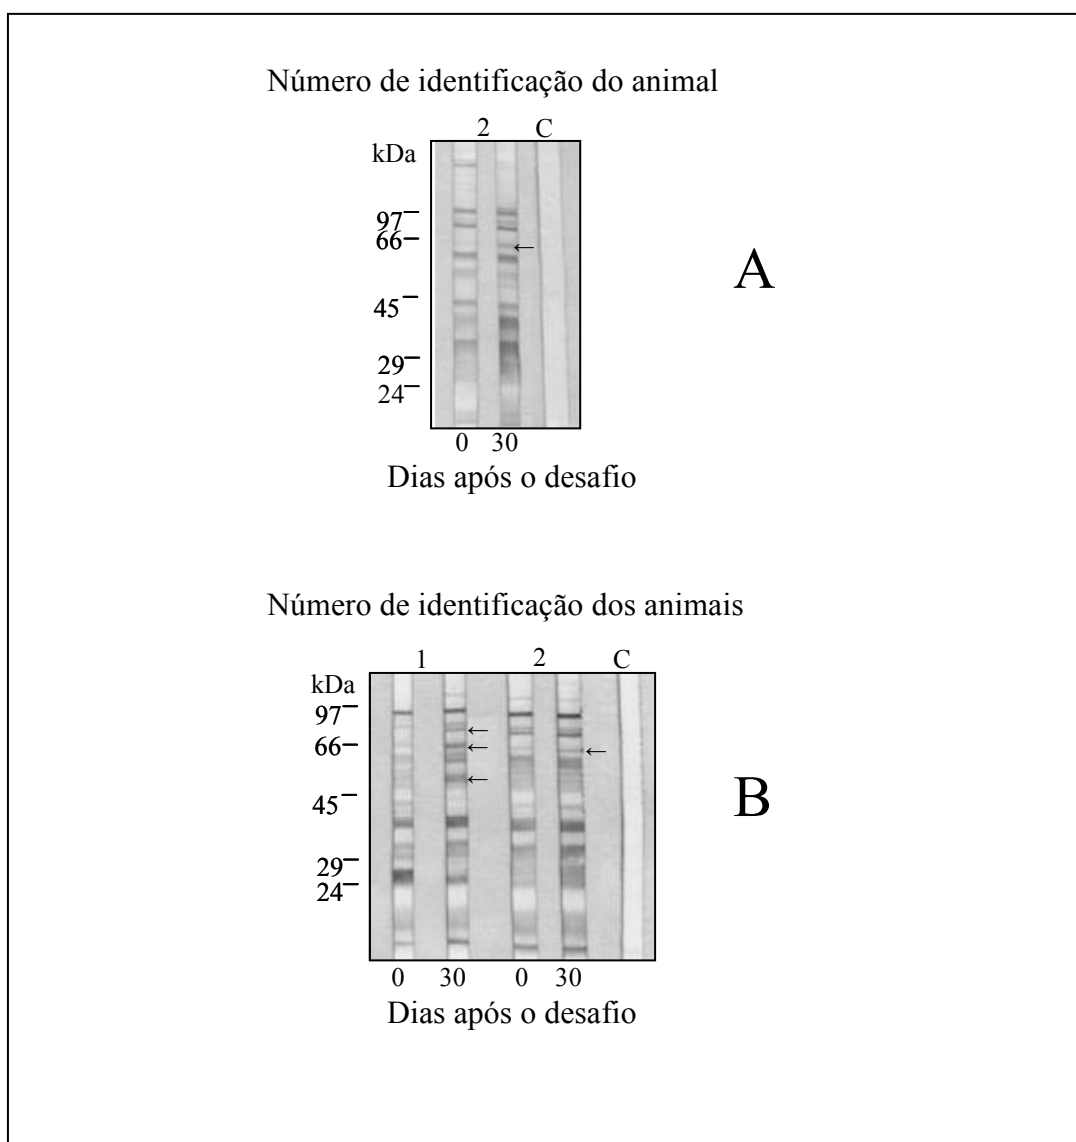 Número de identificação do animal
2 C
kDa
97
66
←
45
29
24
A
0 30
Dias após o desafio
Número de identificação dos animais
1 2 C
kDa
97
←
66
← ←
←
45
29
24
B
0 30 0 30
Dias após o desafio